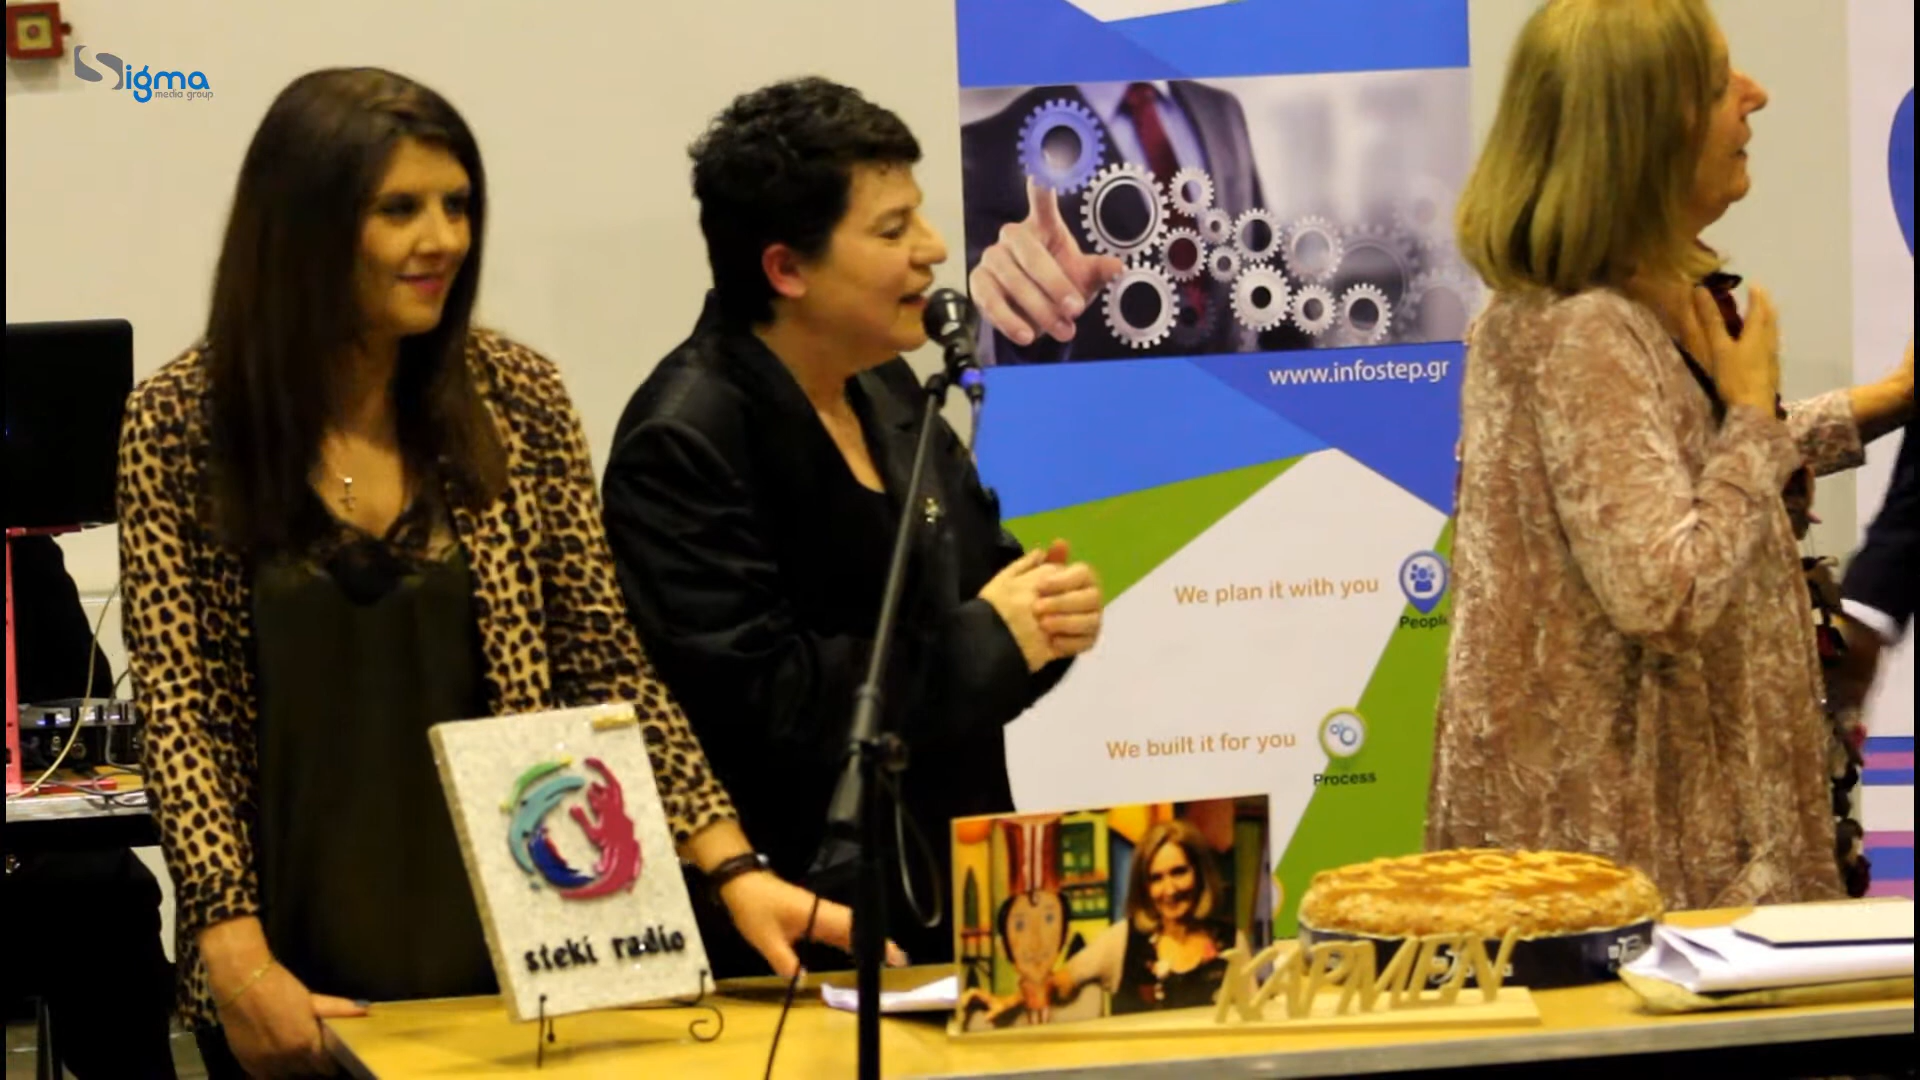 Sigma
media group
www.infostep.gr
We plan it with you
People
We built it for you
Process
steki radio
ΚΑΡΜΕΝ